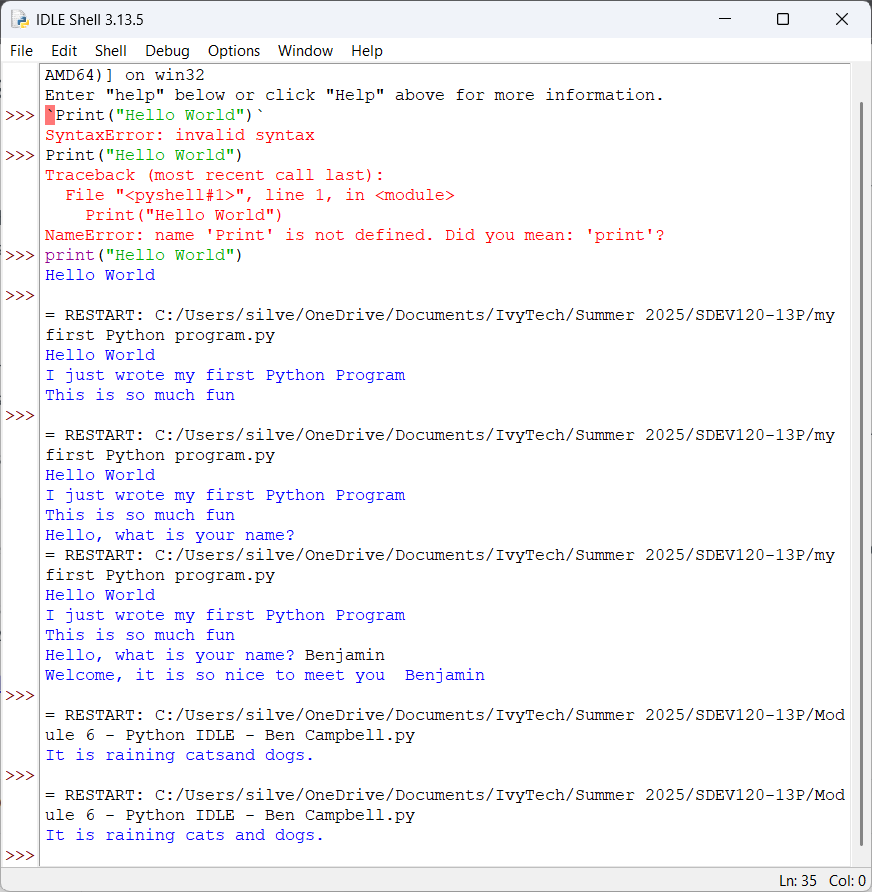 IDLE Shell 3.13.5
File Edit Shell Debug Options Window Help
AMD64)] on win32
Enter "help" below or click "Help" above for more information.
>>> `Print("Hello World")`
SyntaxError: invalid syntax
>>> Print("Hello World")
Traceback (most recent call last):
  File "<pyshell#1>", line 1, in <module>
    Print("Hello World")
NameError: name 'Print' is not defined. Did you mean: 'print'?
>>> print("Hello World")
Hello World
>>>
= RESTART: C:/Users/silve/OneDrive/Documents/IvyTech/Summer 2025/SDEV120-13P/my
first Python program.py
Hello World
I just wrote my first Python Program
This is so much fun
>>>
= RESTART: C:/Users/silve/OneDrive/Documents/IvyTech/Summer 2025/SDEV120-13P/my
first Python program.py
Hello World
I just wrote my first Python Program
This is so much fun
Hello, what is your name?
= RESTART: C:/Users/silve/OneDrive/Documents/IvyTech/Summer 2025/SDEV120-13P/my
first Python program.py
Hello World
I just wrote my first Python Program
This is so much fun
Hello, what is your name? Benjamin
Welcome, it is so nice to meet you  Benjamin
>>>
= RESTART: C:/Users/silve/OneDrive/Documents/IvyTech/Summer 2025/SDEV120-13P/Mod
ule 6 - Python IDLE - Ben Campbell.py
It is raining catsand dogs.
>>>
= RESTART: C:/Users/silve/OneDrive/Documents/IvyTech/Summer 2025/SDEV120-13P/Mod
ule 6 - Python IDLE - Ben Campbell.py
It is raining cats and dogs.
>>>
Ln: 35 Col: 0